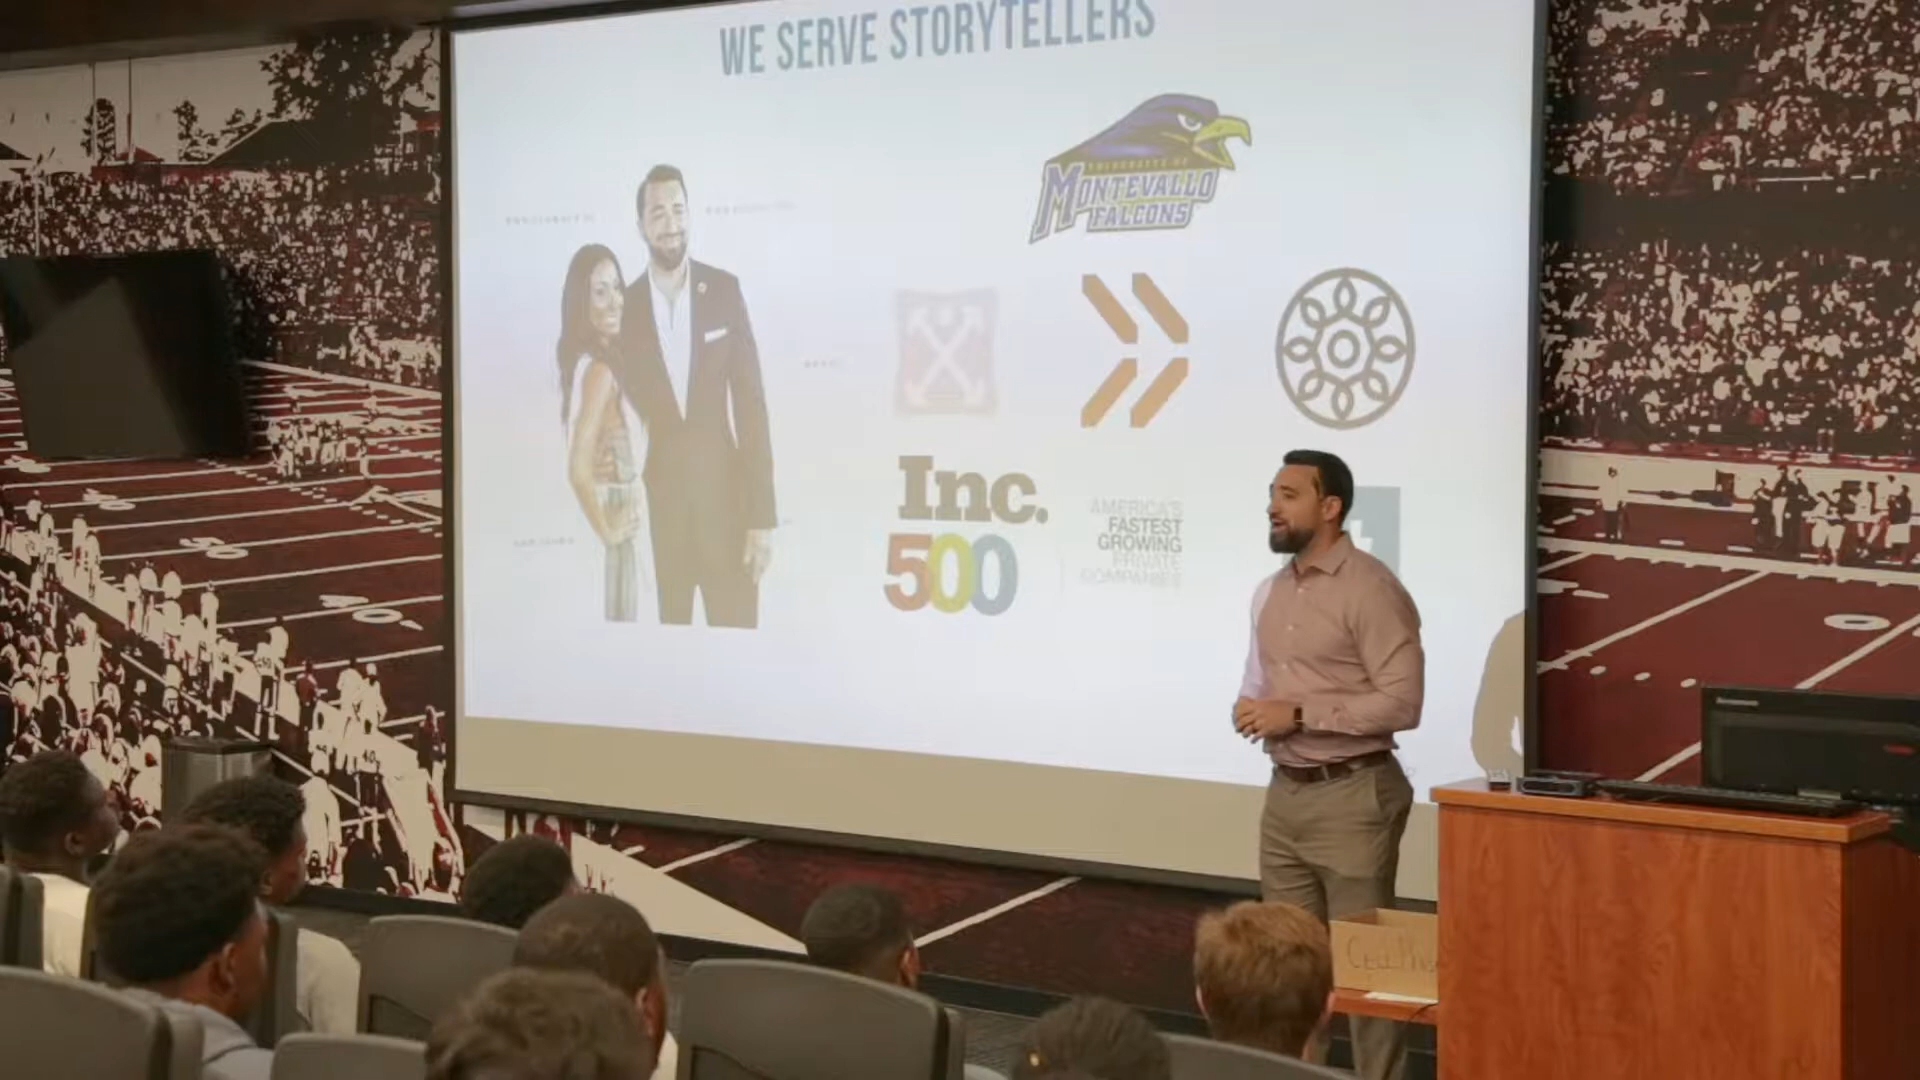 WE SERVE STORYTELLERS
UNIVERSITY OF
MONTEVALLO
FALCONS
Inc.
500
AMERICA'S
FASTEST
GROWING
PRIVATE
COMPANIES